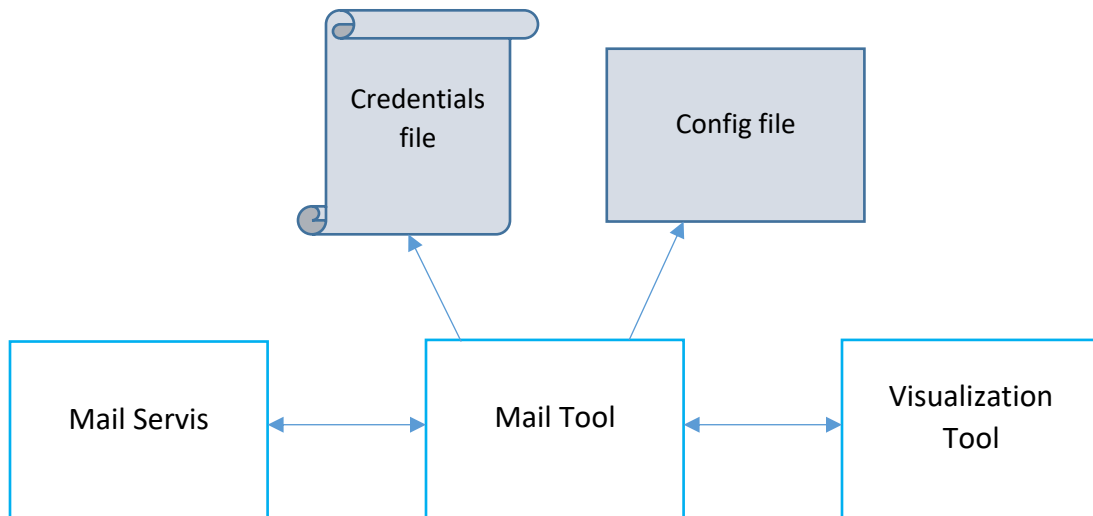 Credentials
file
Config file
Mail Servis
Mail Tool
Visualization
Tool